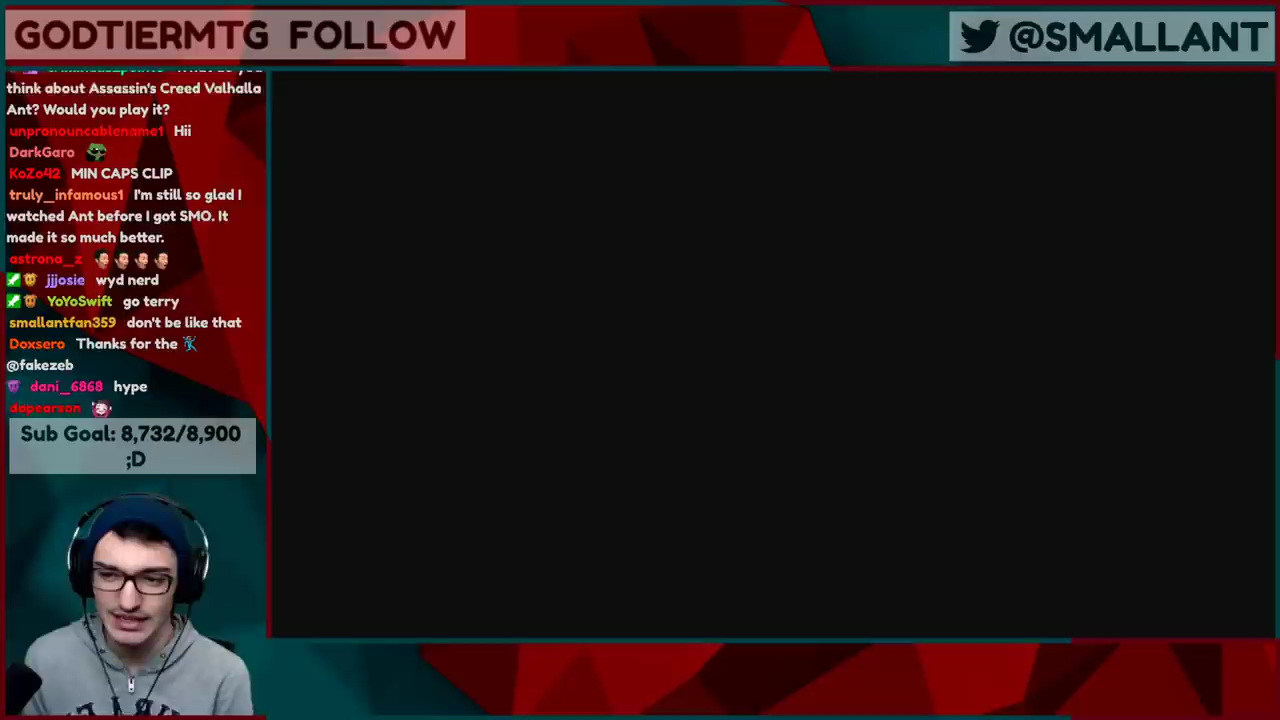 GODTIERMTG FOLLOW
@SMALLANT
think about Assassin's Creed Valhalla
Ant? Would you play it?
unpronouncablename1 Hii
DarkGaro
KoZo42 MIN CAPS CLIP
truly_infamous1 I'm still so glad I
watched Ant before I got SMO. It
made it so much better.
astrona_z
jjjosie wyd nerd
YoYoSwift go terry
smallantfan359 don't be like that
Doxsero Thanks for the
@fakezeb
dani_6868 hype
dapearson
Sub Goal: 8,732/8,900
;D